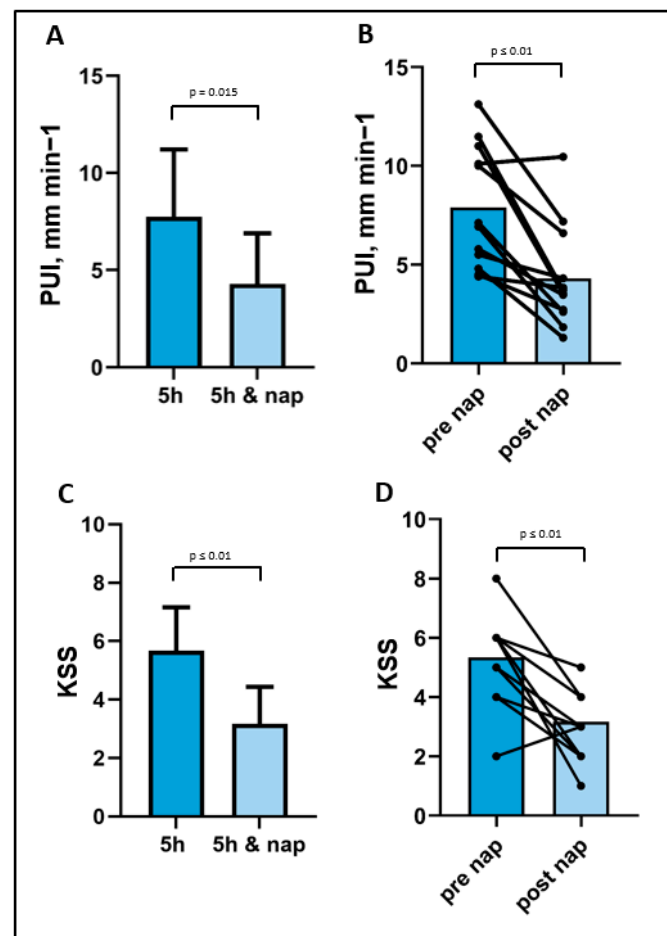 A
PUI, mm min−1
15
10
5
0
p = 0.015
5h
5h & nap
B
PUI, mm min−1
15
10
5
0
p ≤ 0.01
pre nap
post nap
C
KSS
10
8
6
4
2
0
p ≤ 0.01
5h
5h & nap
D
KSS
10
8
6
4
2
0
p ≤ 0.01
pre nap
post nap